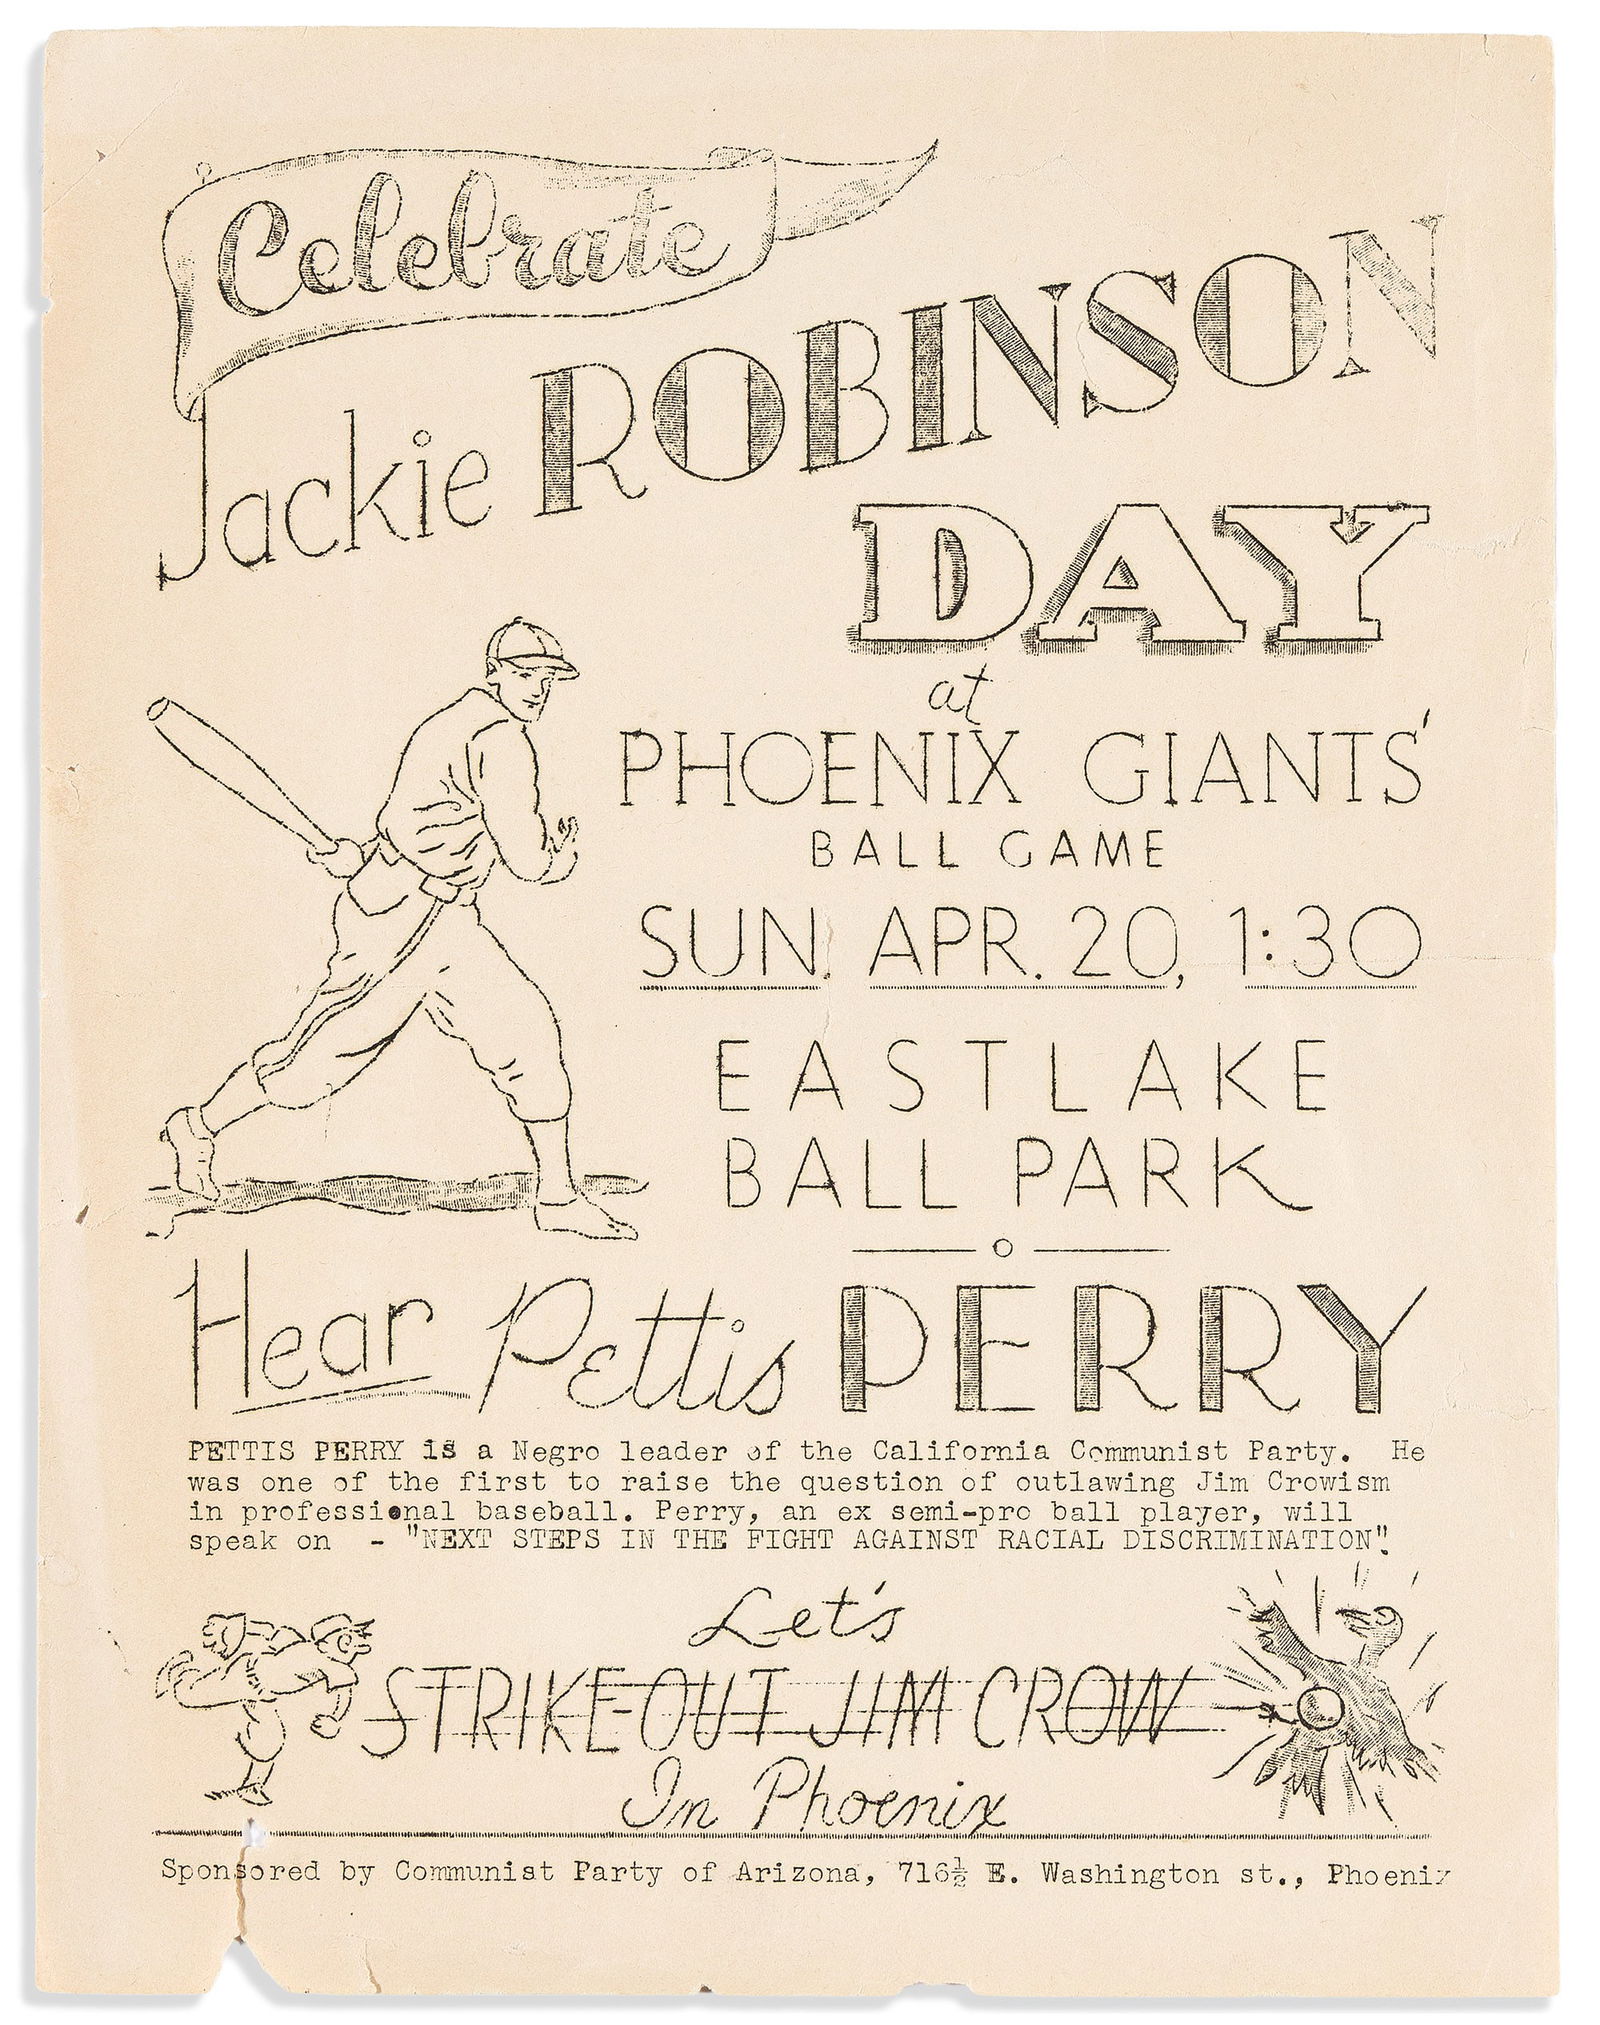 Celebrate
Jackie ROBINSON
DAY
at
PHOENIX GIANTS'
BALL GAME
SUN. APR. 20, 1:30
EASTLAKE
BALL PARK
Hear Pettis PERRY
PETTIS PERRY is a Negro leader of the California Communist Party. He
was one of the first to raise the question of outlawing Jim Crowism
in professional baseball. Perry, an ex semi-pro ball player, will
speak on - "NEXT STEPS IN THE FIGHT AGAINST RACIAL DISCRIMINATION".
Let's
STRIKE-OUT JIM CROW
In Phoenix
Sponsored by Communist Party of Arizona, 716½ E. Washington st., Phoenix